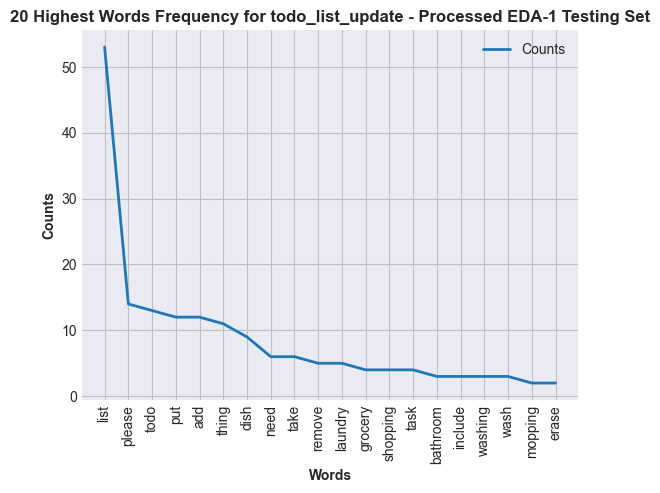 20 Highest Words Frequency for todo_list_update - Processed EDA-1 Testing Set
Counts
50
40
30
20
10
0
Counts
list
please
todo
put
add
thing
dish
need
take
remove
laundry
grocery
shopping
task
bathroom
include
washing
wash
mopping
erase
Words